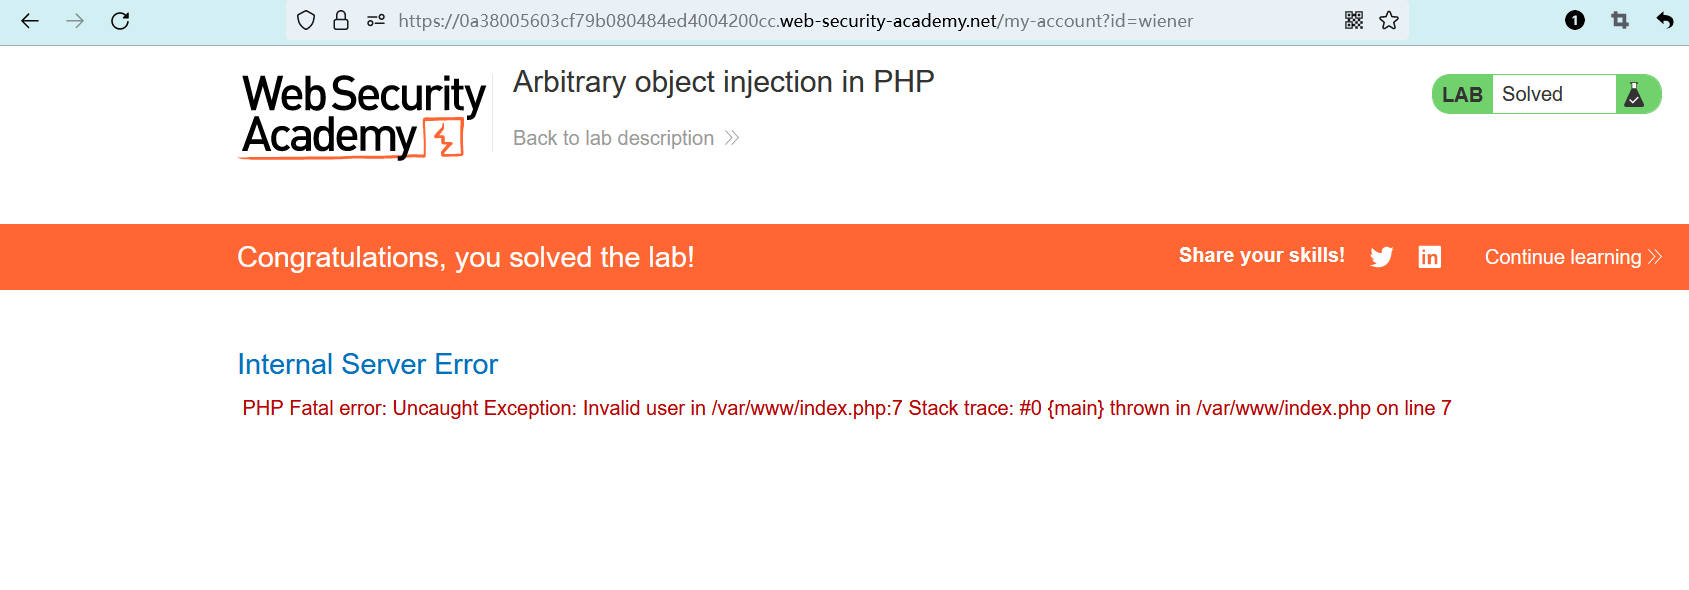 https://0a38005603cf79b080484ed4004200cc.web-security-academy.net/my-account?id=wiener
1
Web Security
Academy
Arbitrary object injection in PHP
Back to lab description
LAB Solved
Congratulations, you solved the lab!
Share your skills!
in
Continue learning
Internal Server Error
PHP Fatal error: Uncaught Exception: Invalid user in /var/www/index.php:7 Stack trace: #0 {main} thrown in /var/www/index.php on line 7